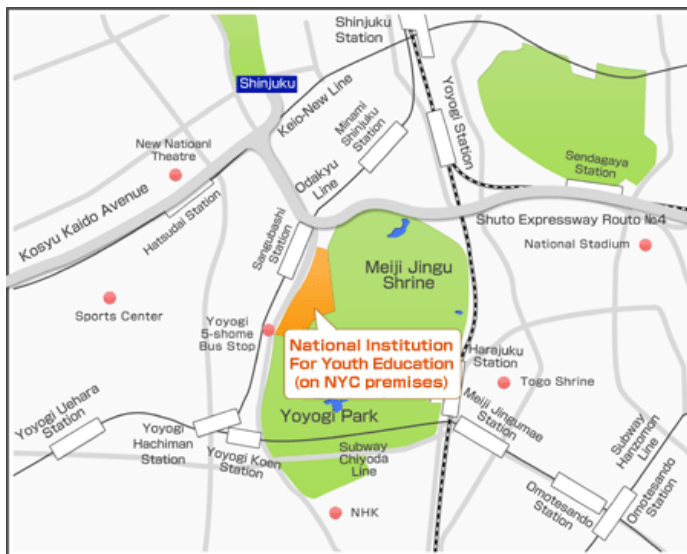 Shinjuku
Station
Shinjuku
Keio-New Line
Minami
Shinjuku
Station
Yoyogi Station
New Natioanl
Theatre
Odakyu
Line
Sendagaya
Station
Kosyu Kaido Avenue
Hatsudai Station
Sangubashi
Station
Shuto Expressway Routo №4
National Stadium
Meiji Jingu
Shrine
Sports Center
Yoyogi
5-shome
Bus Stop
National Institution
For Youth Education
(on NYC premises)
Harajuku
Station
Togo Shrine
Yoyogi Uehara
Station
Yoyogi
Hachiman
Station
Yoyogi Koen
Station
Yoyogi Park
Meiji Jingumae
Station
Subway
Chiyoda
Line
Subway
Hanzomon
Line
Omotesando
Station
Omotesando
Station
NHK